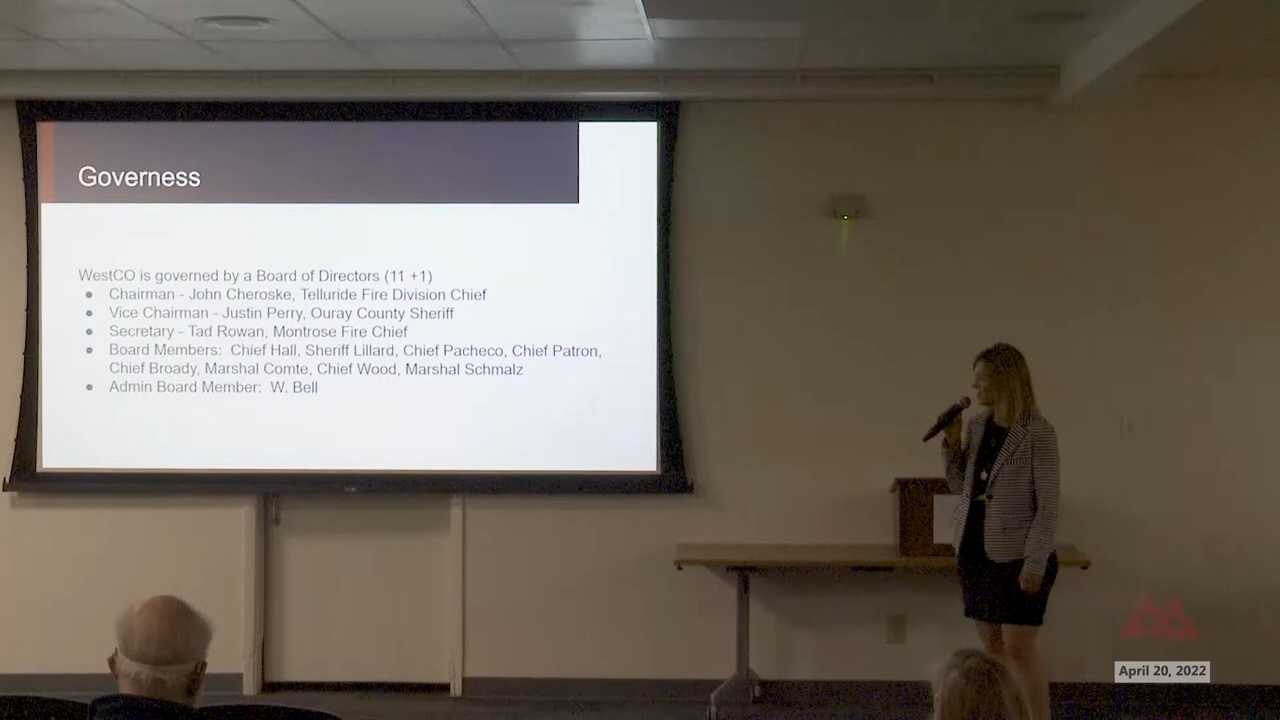 Governess
WestCO is governed by a Board of Directors (11 +1)
Chairman - John Cheroske, Telluride Fire Division Chief
Vice Chairman - Justin Perry, Ouray County Sheriff
Secretary - Tad Rowan, Montrose Fire Chief
Board Members: Chief Hall, Sheriff Lillard, Chief Pacheco, Chief Patron,
Chief Broady, Marshal Comte, Chief Wood, Marshal Schmalz
Admin Board Member: W. Bell
April 20, 2022